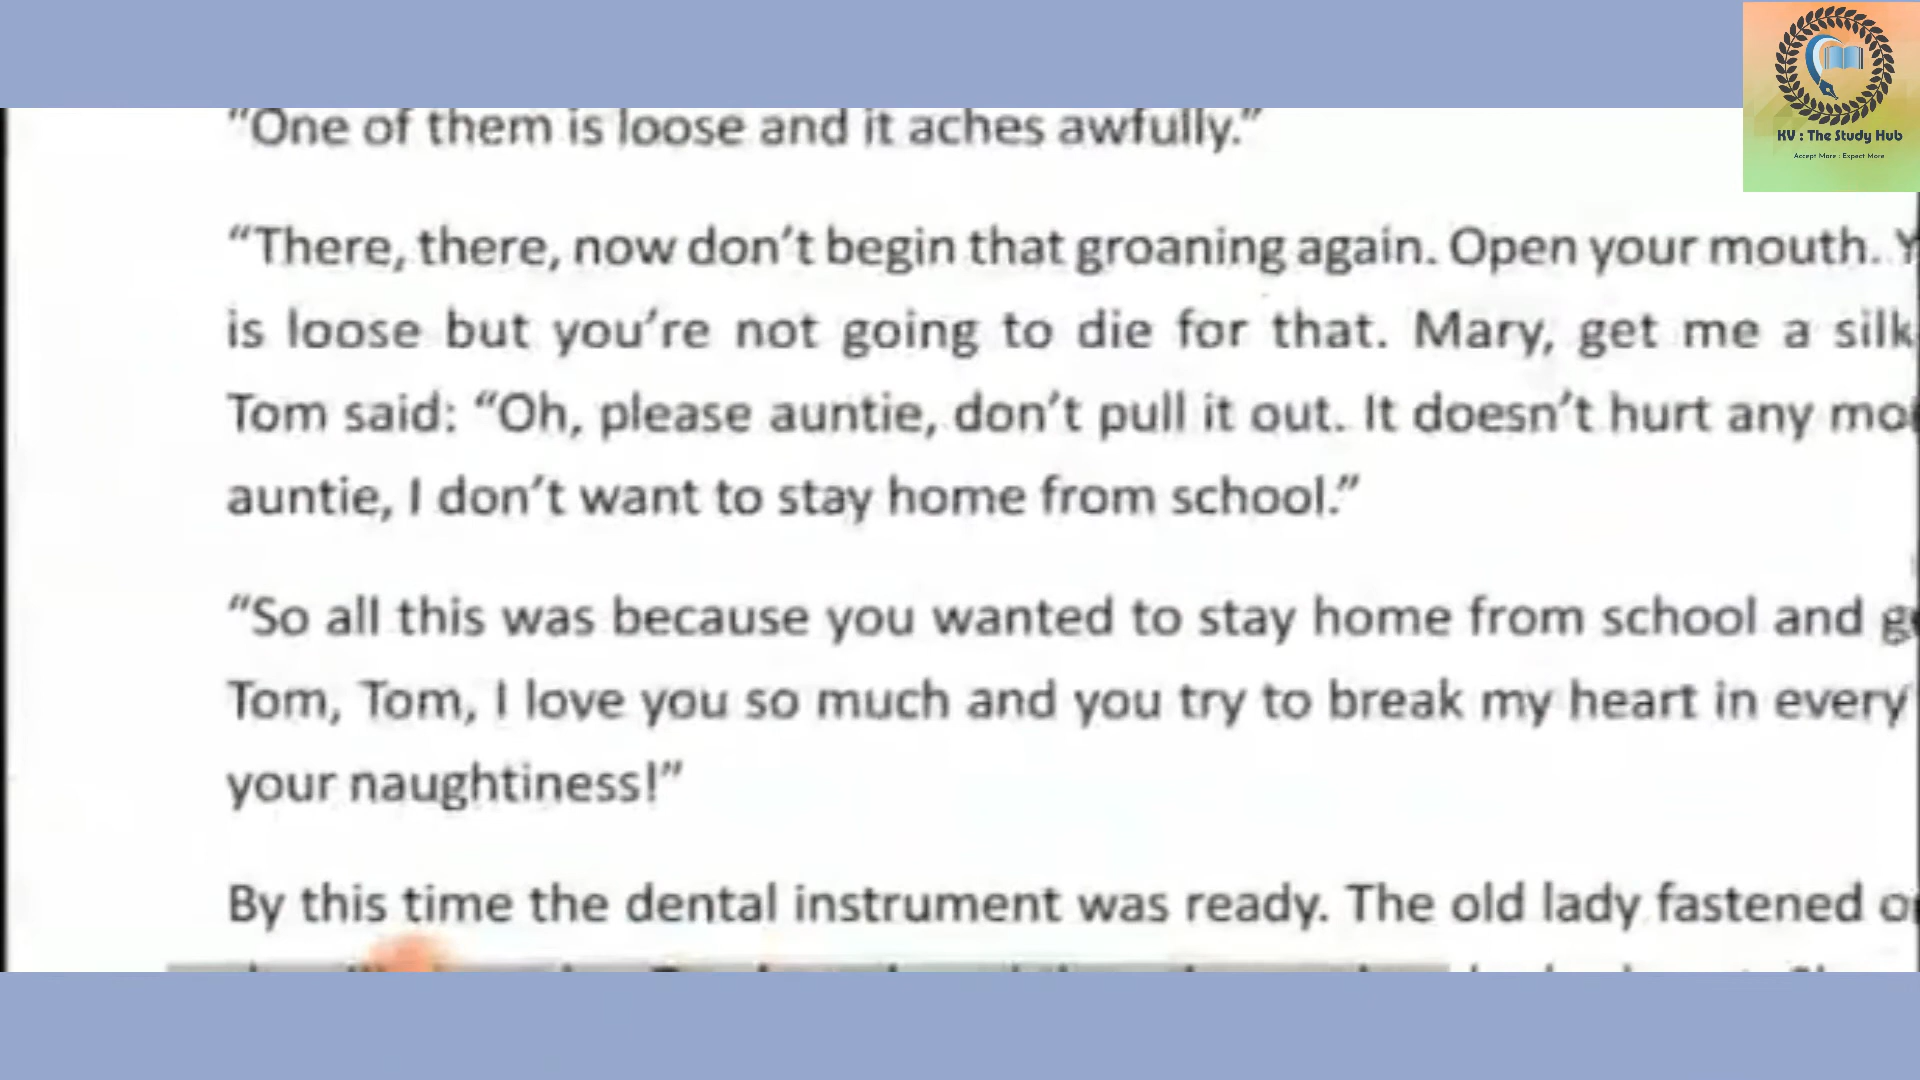 KV : The Study Hub
Accept More : Expect More
“One of them is loose and it aches awfully.”
“There, there, now don’t begin that groaning again. Open your mouth.
is loose but you’re not going to die for that. Mary, get me a silk
Tom said: “Oh, please auntie, don’t pull it out. It doesn’t hurt any
auntie, I don’t want to stay home from school.”
“So all this was because you wanted to stay home from school and
Tom, Tom, I love you so much and you try to break my heart in every
your naughtiness!”
By this time the dental instrument was ready. The old lady fastened